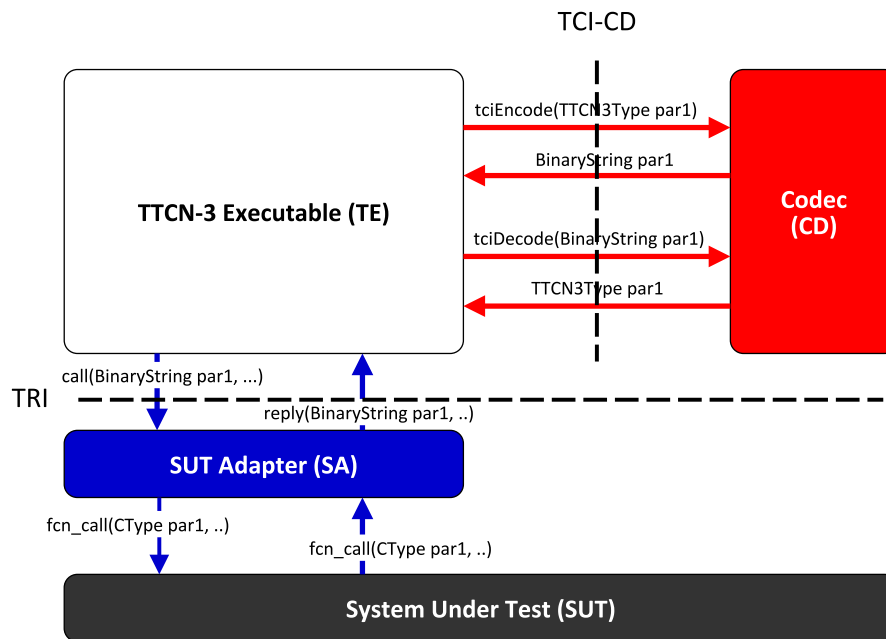 TCI-CD
tciEncode(TTCN3Type par1)
BinaryString par1
TTCN-3 Executable (TE)
Codec
(CD)
tciDecode(BinaryString par1)
TTCN3Type par1
call(BinaryString par1, ...)
TRI
reply(BinaryString par1, ..)
SUT Adapter (SA)
fcn_call(CType par1, ..)
fcn_call(CType par1, ..)
System Under Test (SUT)